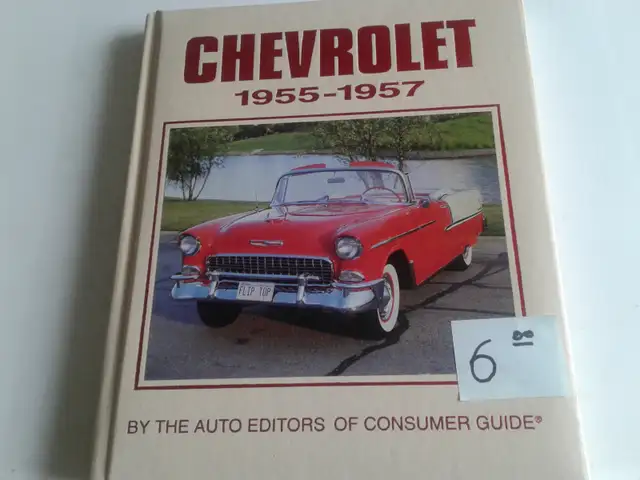 CHEVROLET
1955-1957
FLIP TOP
6 00
BY THE AUTO EDITORS OF CONSUMER GUIDE®